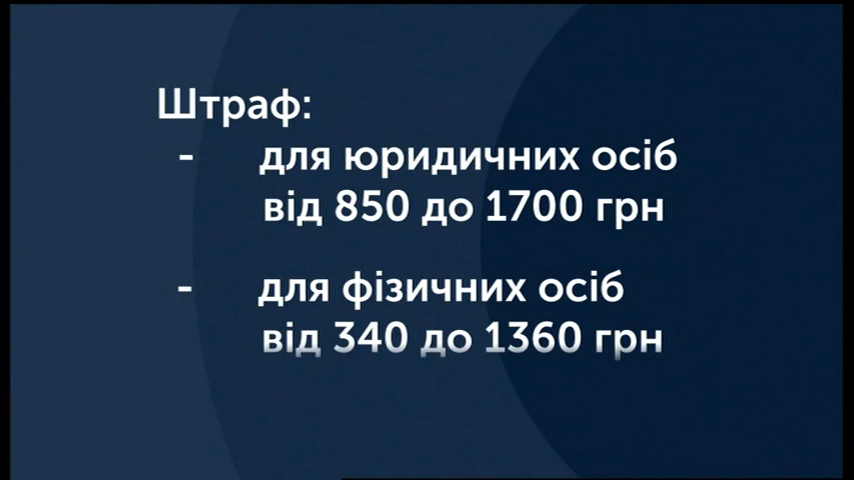 Штраф:
- для юридичних осіб
від 850 до 1700 грн
- для фізичних осіб
від 340 до 1360 грн